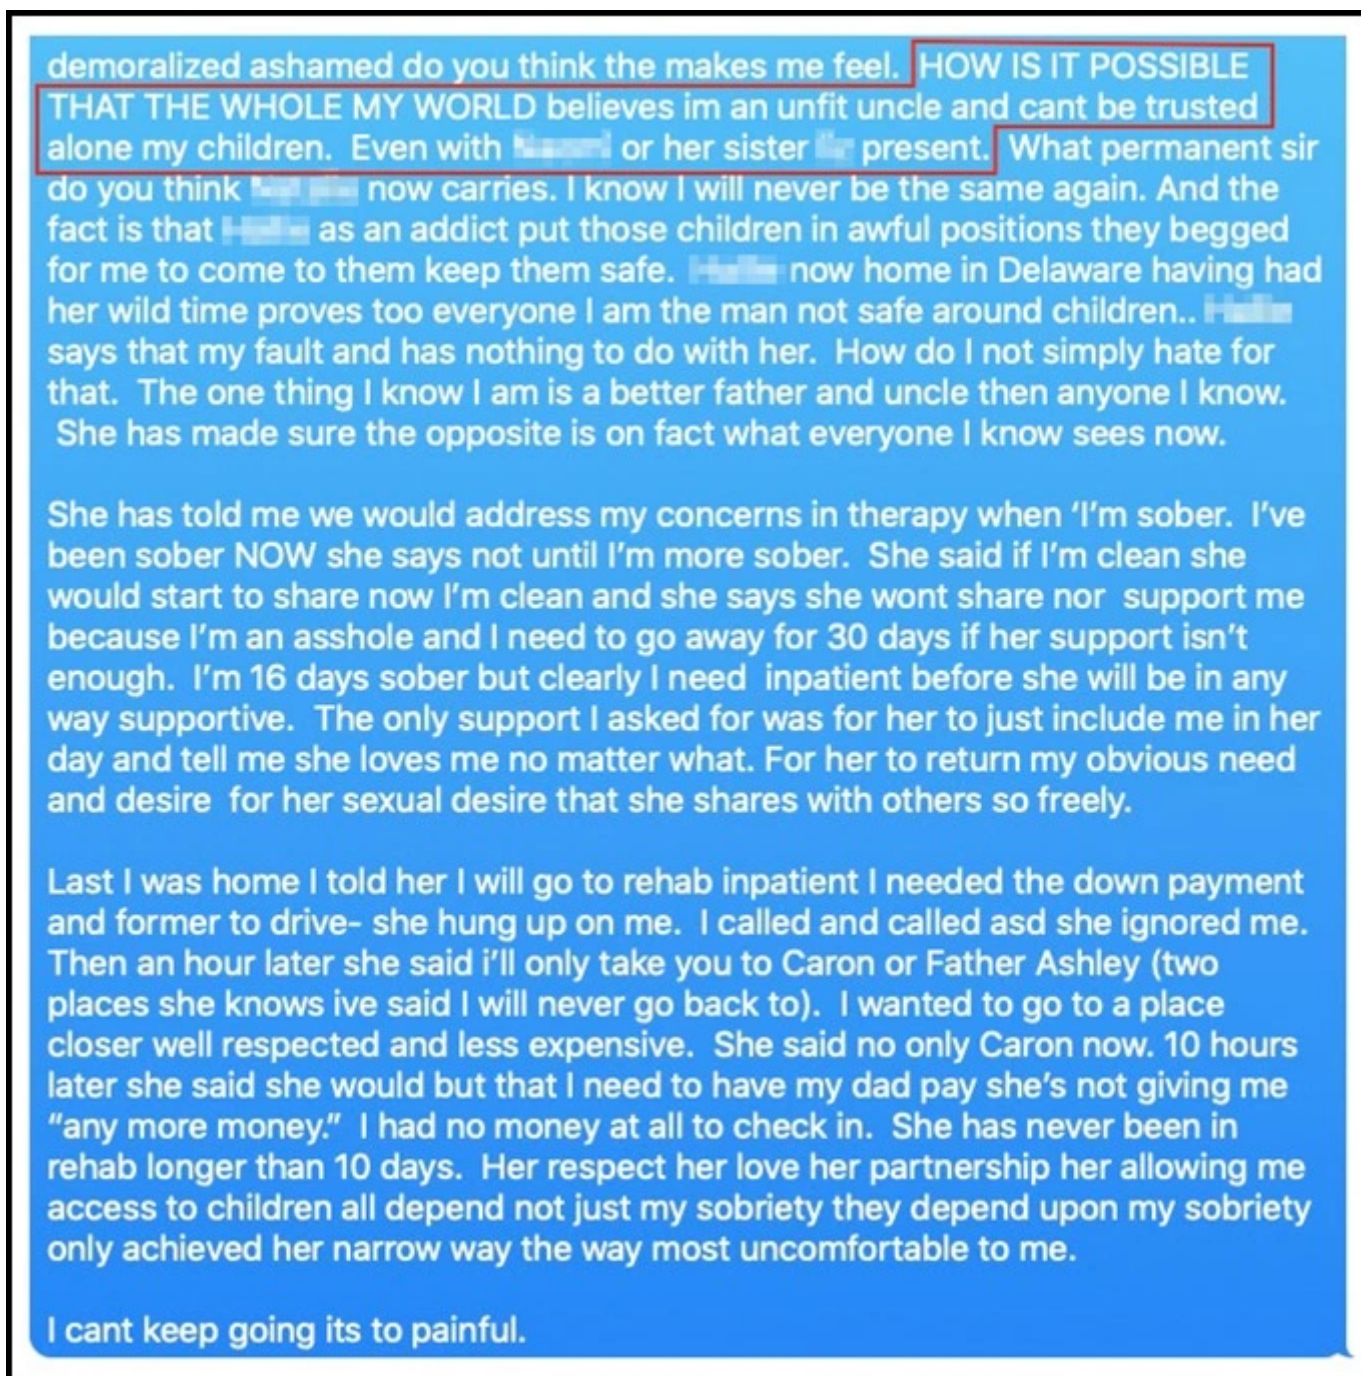 demoralized ashamed do you think the makes me feel. HOW IS IT POSSIBLE
THAT THE WHOLE MY WORLD believes im an unfit uncle and cant be trusted
alone my children. Even with or her sister present. What permanent sir
do you think now carries. I know I will never be the same again. And the
fact is that as an addict put those children in awful positions they begged
for me to come to them keep them safe. now home in Delaware having had
her wild time proves too everyone I am the man not safe around children..
says that my fault and has nothing to do with her. How do I not simply hate for
that. The one thing I know I am is a better father and uncle then anyone I know.
She has made sure the opposite is on fact what everyone I know sees now.
She has told me we would address my concerns in therapy when ‘I’m sober. I’ve
been sober NOW she says not until I’m more sober. She said if I’m clean she
would start to share now I’m clean and she says she wont share nor support me
because I’m an asshole and I need to go away for 30 days if her support isn’t
enough. I’m 16 days sober but clearly I need inpatient before she will be in any
way supportive. The only support I asked for was for her to just include me in her
day and tell me she loves me no matter what. For her to return my obvious need
and desire for her sexual desire that she shares with others so freely.
Last I was home I told her I will go to rehab inpatient I needed the down payment
and former to drive- she hung up on me. I called and called asd she ignored me.
Then an hour later she said i’ll only take you to Caron or Father Ashley (two
places she knows ive said I will never go back to). I wanted to go to a place
closer well respected and less expensive. She said no only Caron now. 10 hours
later she said she would but that I need to have my dad pay she’s not giving me
“any more money.” I had no money at all to check in. She has never been in
rehab longer than 10 days. Her respect her love her partnership her allowing me
access to children all depend not just my sobriety they depend upon my sobriety
only achieved her narrow way the way most uncomfortable to me.
I cant keep going its to painful.